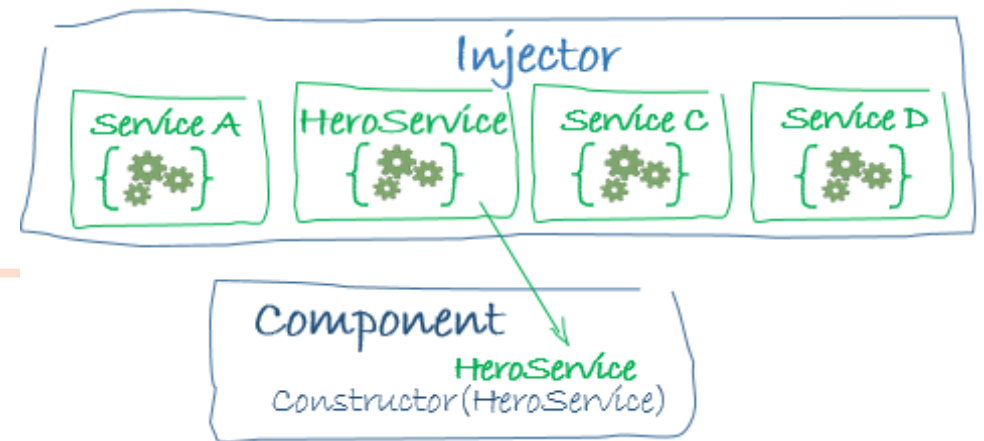 Injector
Service A
HeroService
Service C
Service D
{ }
{ }
{ }
{ }
Component
HeroService
Constructor(HeroService)